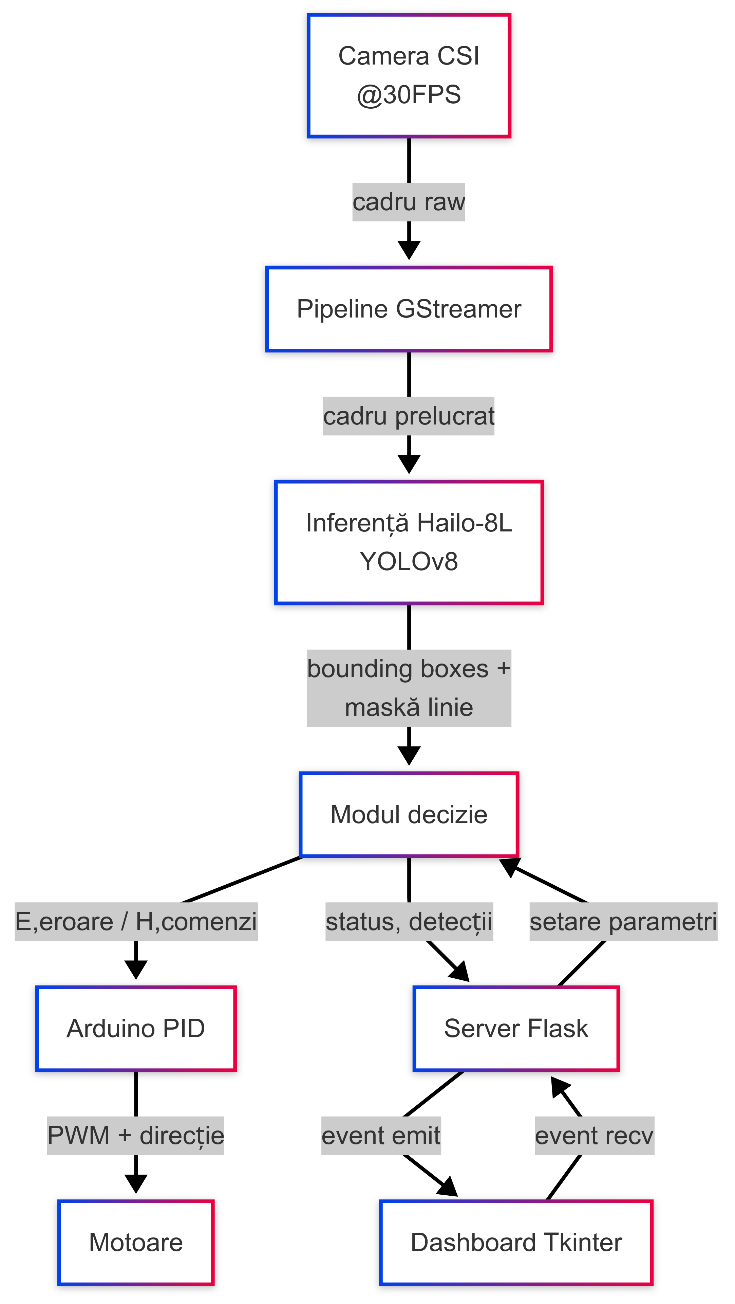 Camera CSI
@30FPS
cadru raw
Pipeline GStreamer
cadru prelucrat
Inferență Hailo-8L
YOLOv8
bounding boxes +
maskă linie
Modul decizie
E,eroare / H,comenzi
status, detecții
setare parametri
Arduino PID
Server Flask
PWM + direcție
event emit
event recv
Motoare
Dashboard Tkinter